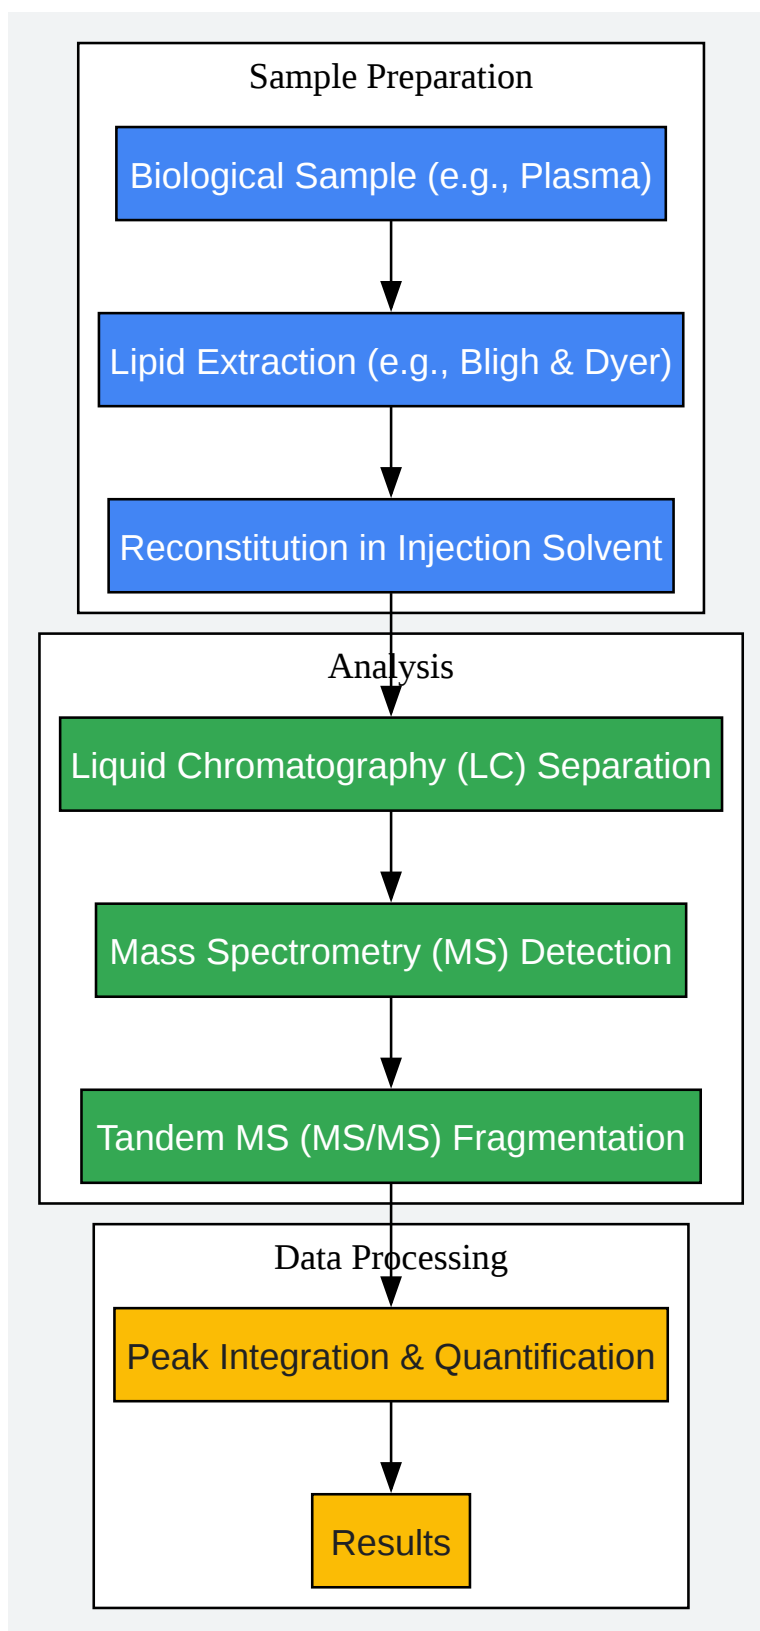 Sample Preparation
Biological Sample (e.g., Plasma)
Lipid Extraction (e.g., Bligh & Dyer)
Reconstitution in Injection Solvent
Analysis
Liquid Chromatography (LC) Separation
Mass Spectrometry (MS) Detection
Tandem MS (MS/MS) Fragmentation
Data Processing
Peak Integration & Quantification
Results